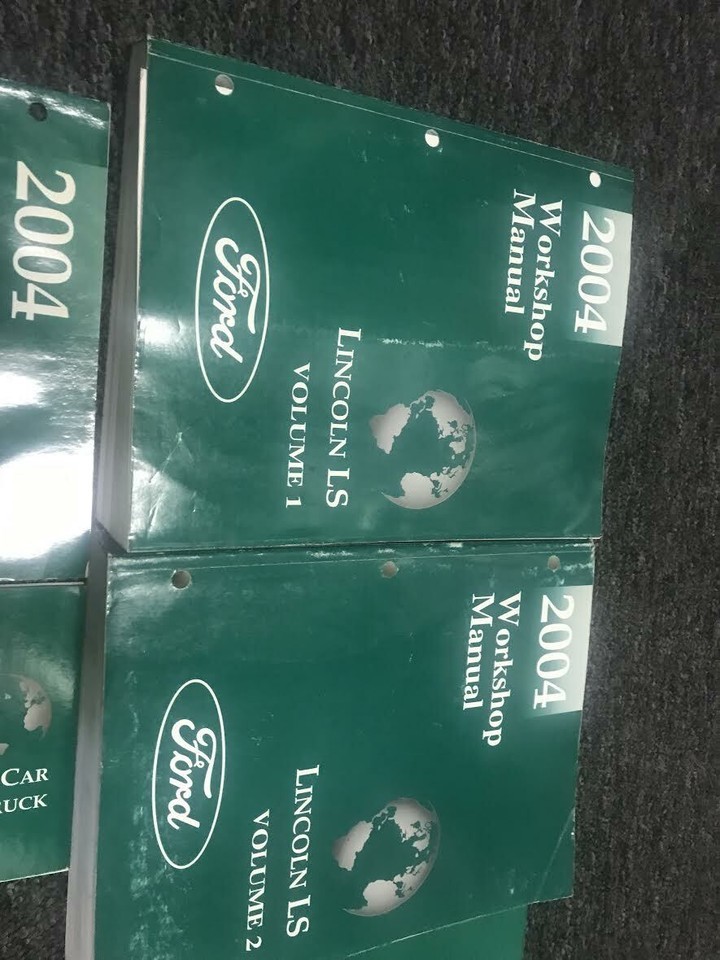 2004
Workshop
Manual
LINCOLN LS
VOLUME 1
Ford
2004
Workshop
Manual
LINCOLN LS
VOLUME 2
Ford
2004
CAR
RUCK